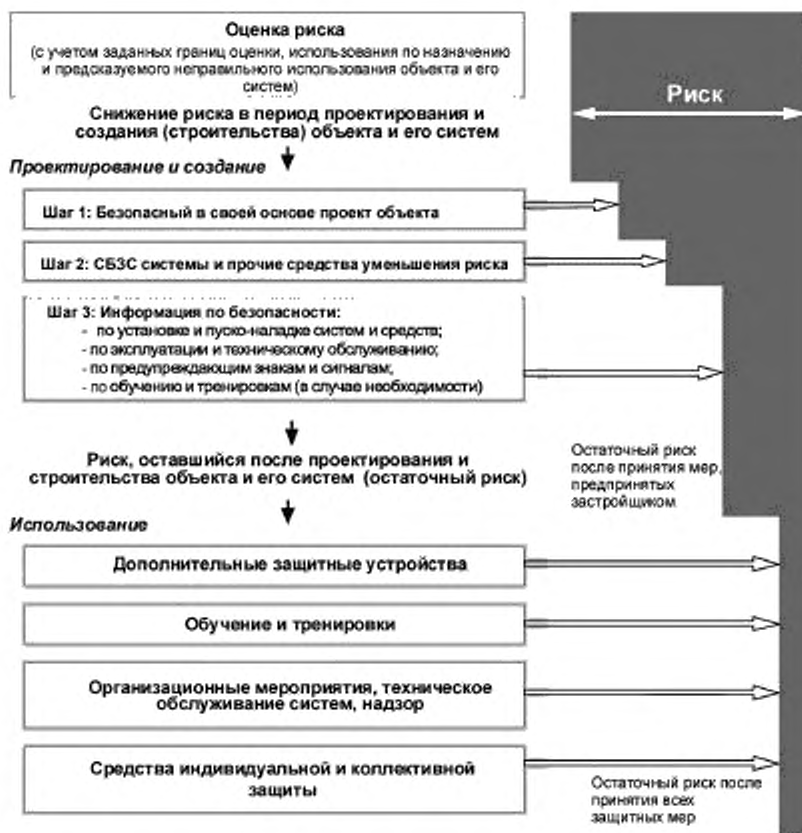 Оценка риска
(с учетом заданных границ оценки, использования по назначению
и предсказуемого неправильного использования объекта и его
систем)
Риск
Снижение риска в период проектирования и
создания (строительства) объекта и его систем
Проектирование и создание
Шаг 1: Безопасный в своей основе проект объекта
Шаг 2: СБЗС системы и прочие средства уменьшения риска
Шаг 3: Информация по безопасности:
- по установке и пуско-наладке систем и средств;
- по эксплуатации и техническому обслуживанию;
- по предупреждающим знакам и сигналам;
- по обучению и тренировкам (в случае необходимости)
Риск, оставшийся после проектирования и
строительства объекта и его систем (остаточный риск)
Остаточный риск
после принятия мер,
предпринятых
застройщиком
Использование
Дополнительные защитные устройства
Обучение и тренировки
Организационные мероприятия, техническое
обслуживание систем, надзор
Средства индивидуальной и коллективной
защиты
Остаточный риск после
принятия всех
защитных мер